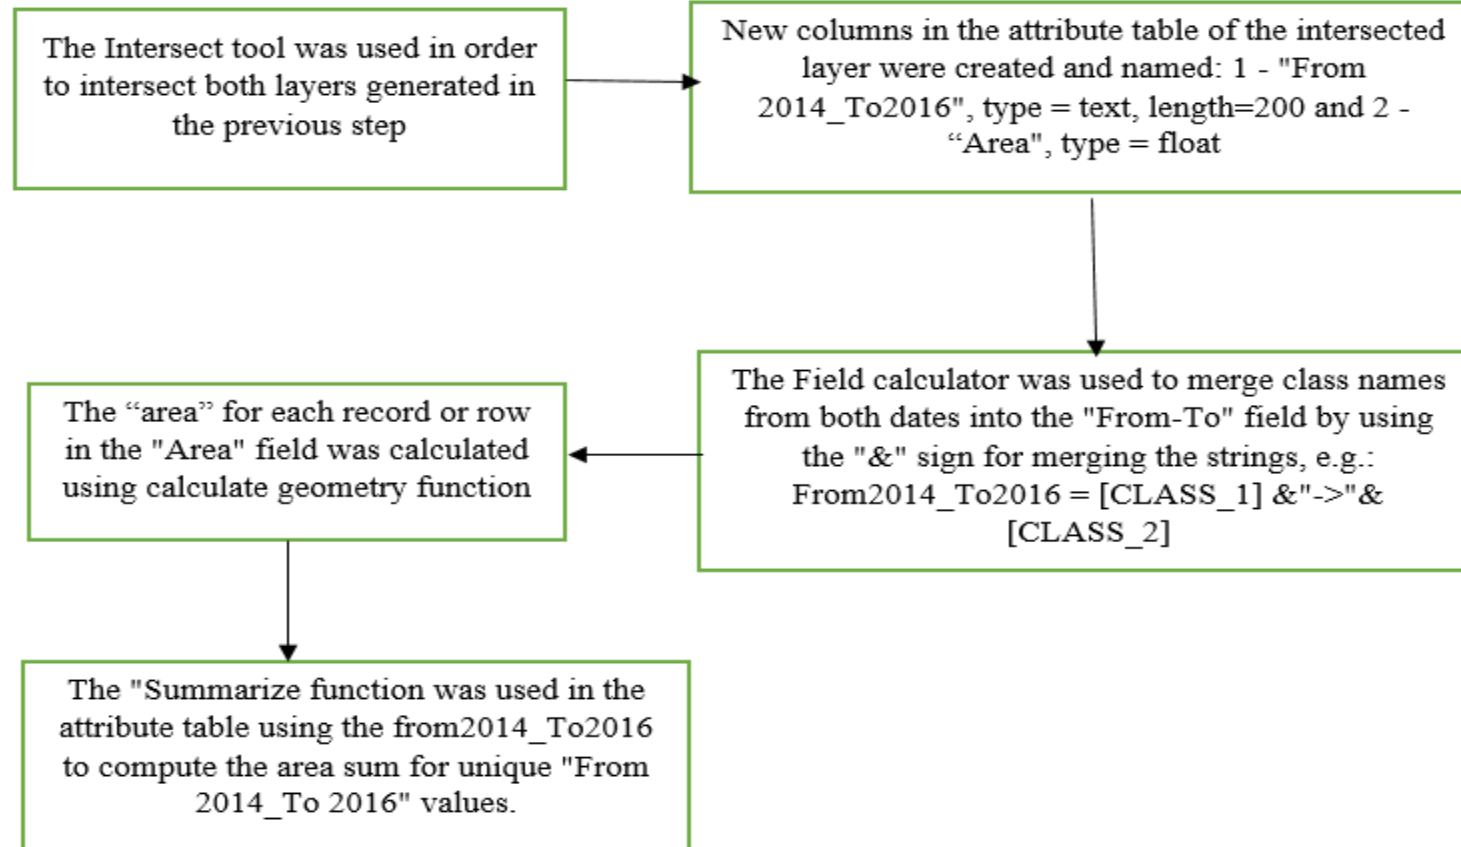 The Intersect tool was used in order
to intersect both layers generated in
the previous step
New columns in the attribute table of the intersected
layer were created and named: 1 - "From
2014_To2016", type = text, length=200 and 2 -
“Area", type = float
The Field calculator was used to merge class names
from both dates into the "From-To" field by using
the "&" sign for merging the strings, e.g.:
From2014_To2016 = [CLASS_1] &"->"&
[CLASS_2]
The “area” for each record or row
in the "Area" field was calculated
using calculate geometry function
The "Summarize function was used in the
attribute table using the from2014_To2016
to compute the area sum for unique "From
2014_To 2016" values.